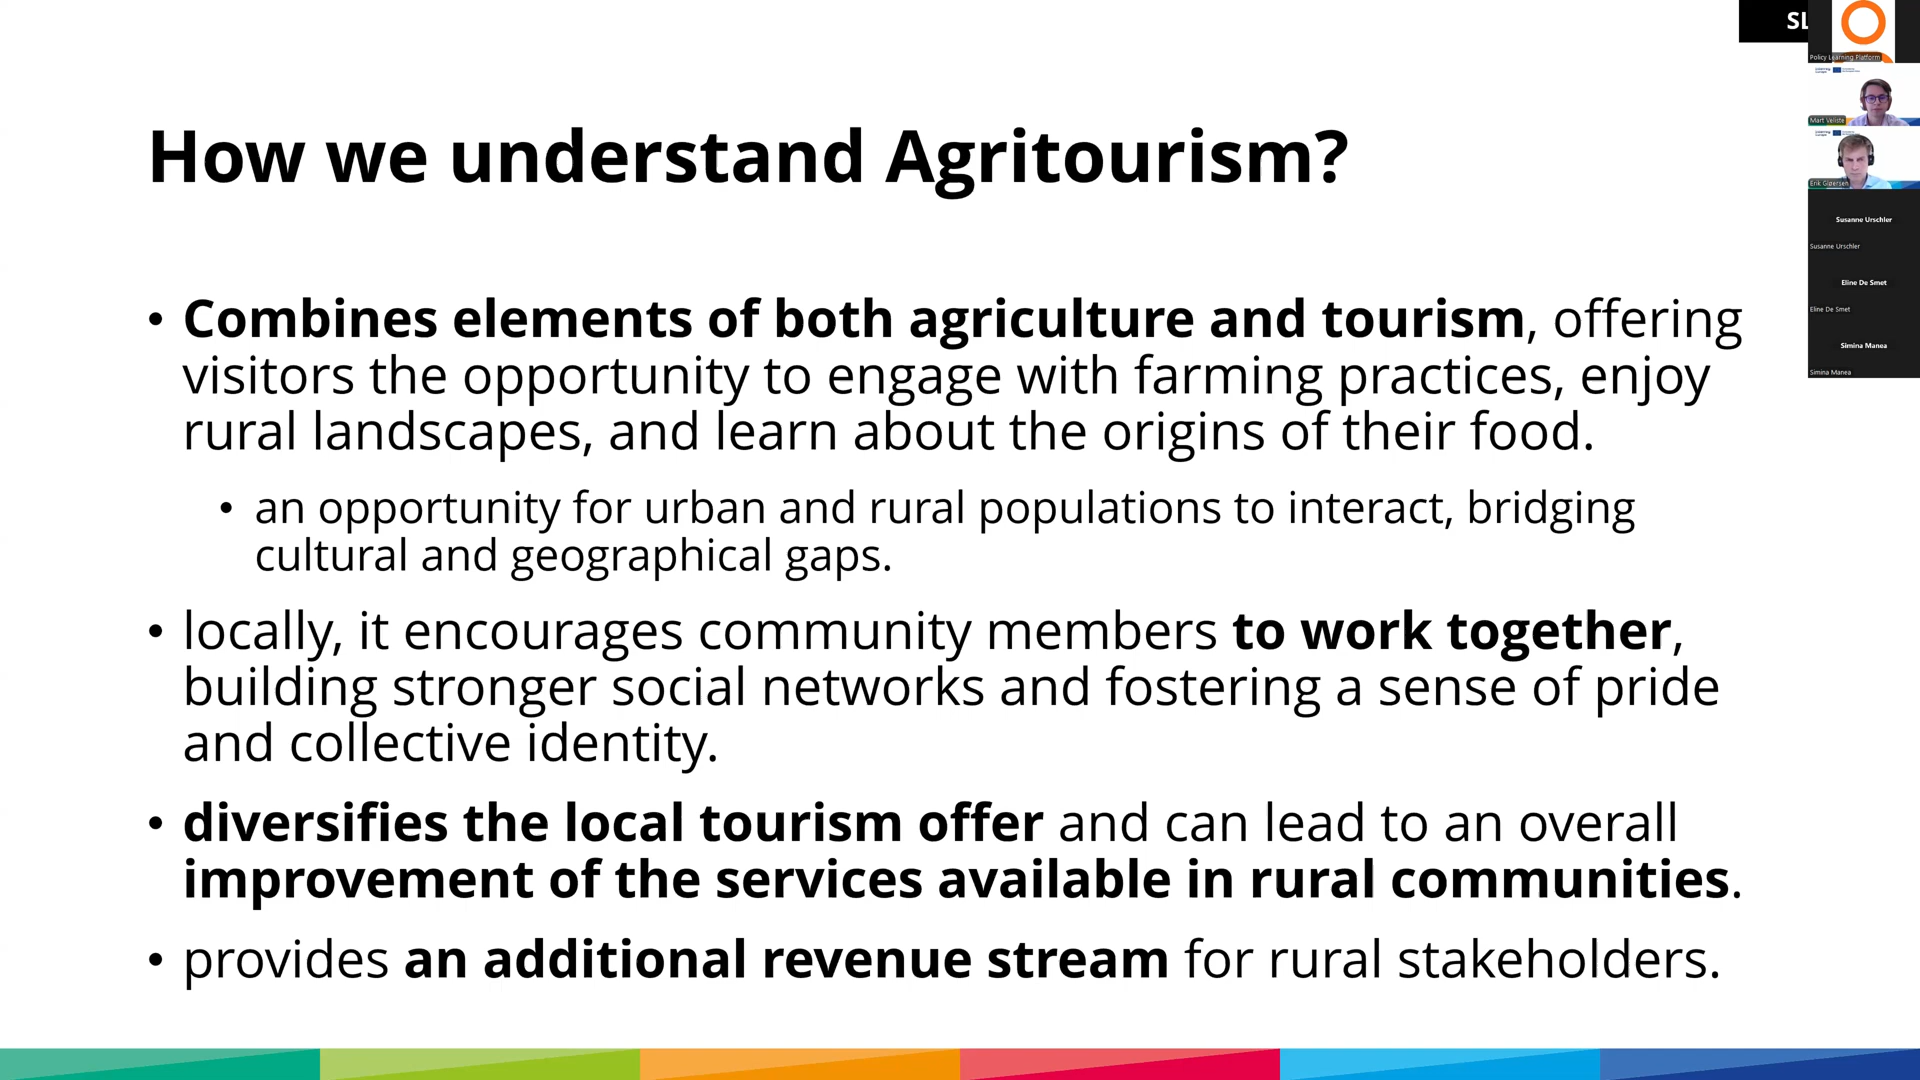 SL
How we understand Agritourism?
• Combines elements of both agriculture and tourism, offering
visitors the opportunity to engage with farming practices, enjoy
rural landscapes, and learn about the origins of their food.
• an opportunity for urban and rural populations to interact, bridging
cultural and geographical gaps.
• locally, it encourages community members to work together,
building stronger social networks and fostering a sense of pride
and collective identity.
• diversifies the local tourism offer and can lead to an overall
improvement of the services available in rural communities.
• provides an additional revenue stream for rural stakeholders.
Policy Learning Platform
Mart Veliste
Erik Gløersen
Susanne Urschler
Susanne Urschler
Eline De Smet
Eline De Smet
Simina Manea
Simina Manea